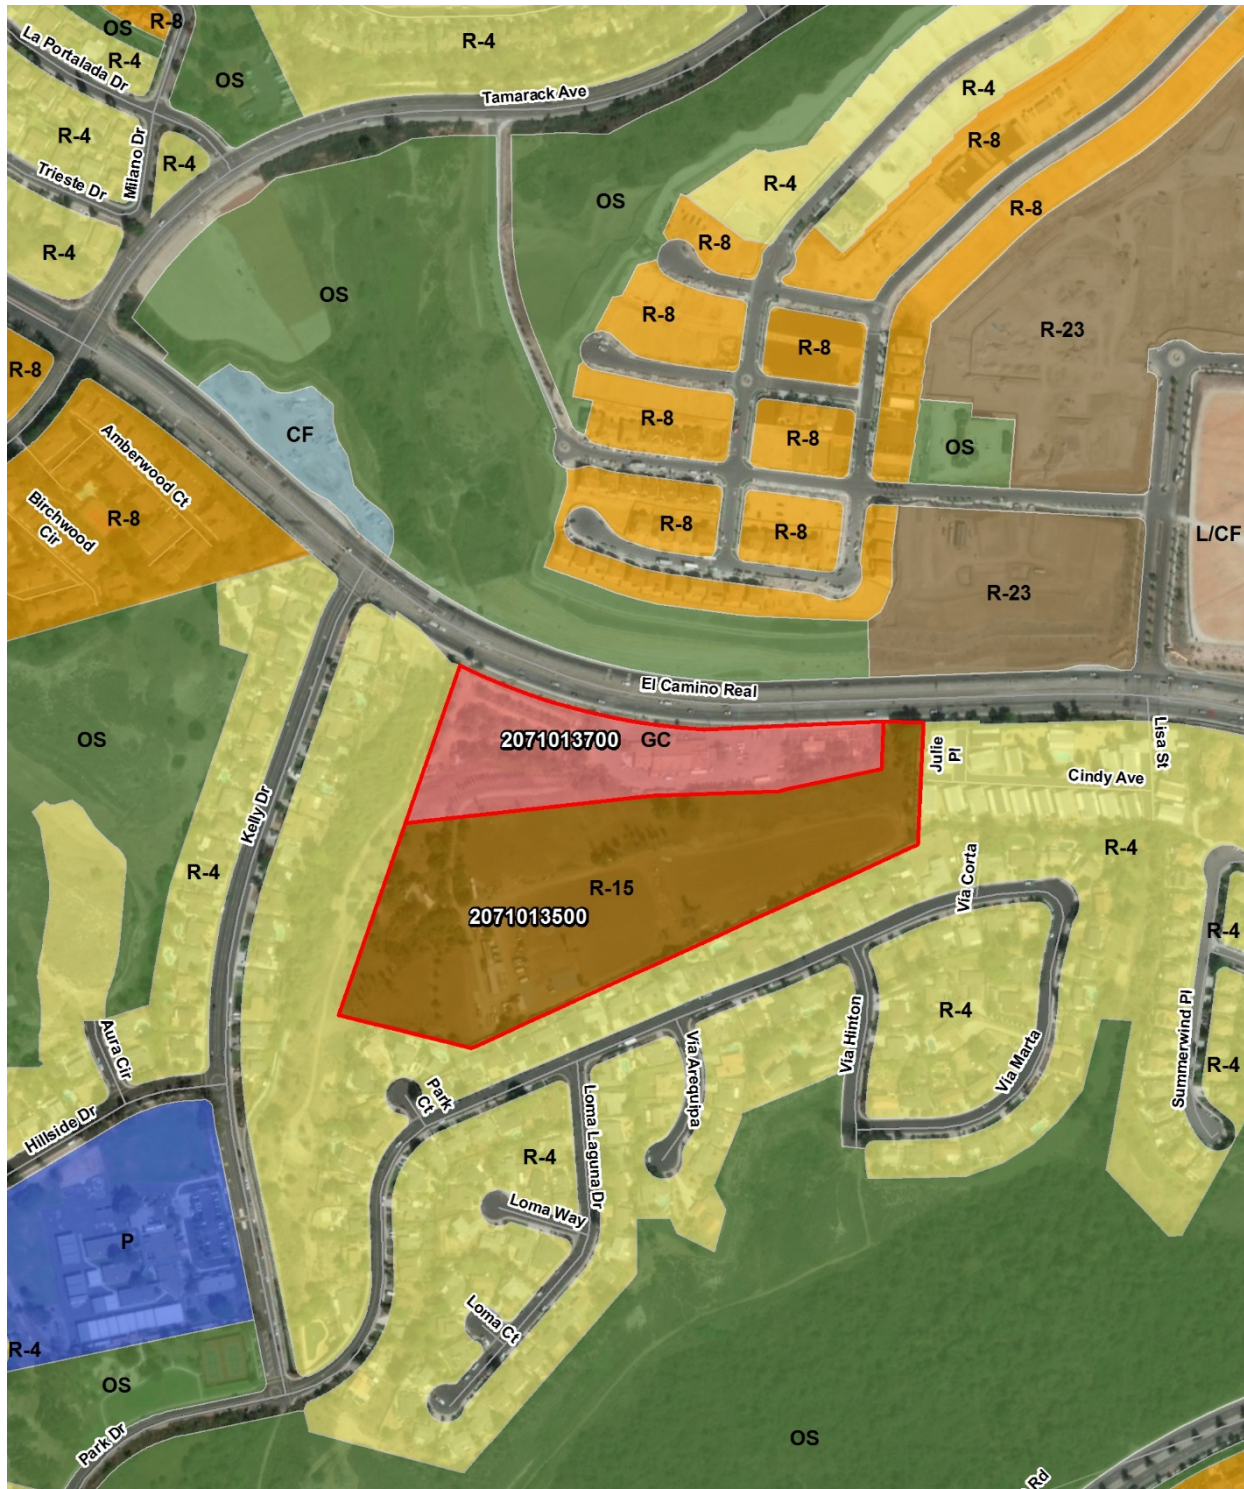 OS
R-8
La Portalada Dr
R-4
R-4
OS
Tamarack Ave
R-4
R-4
R-8
R-4
Milano Dr
R-4
Trieste Dr
R-4
OS
R-8
R-8
R-4
OS
R-8
R-23
R-8
R-8
R-8
R-8
CF
OS
Amberwood Ct
Birchwood
Cir
R-8
R-8
R-8
L/CF
R-23
El Camino Real
OS
2071013700
GC
Julie
Pl
Lisa St
Cindy Ave
Kelly Dr
R-4
R-4
R-15
2071013500
Via Corta
R-4
R-4
Via Hinton
Via Marta
Summerwind Pl
Aura Cir
Via Arequipa
R-4
Park
Ct
Loma Laguna Dr
Hillside Dr
R-4
Loma Way
P
Loma Ct
R-4
OS
Park Dr
OS
Rd